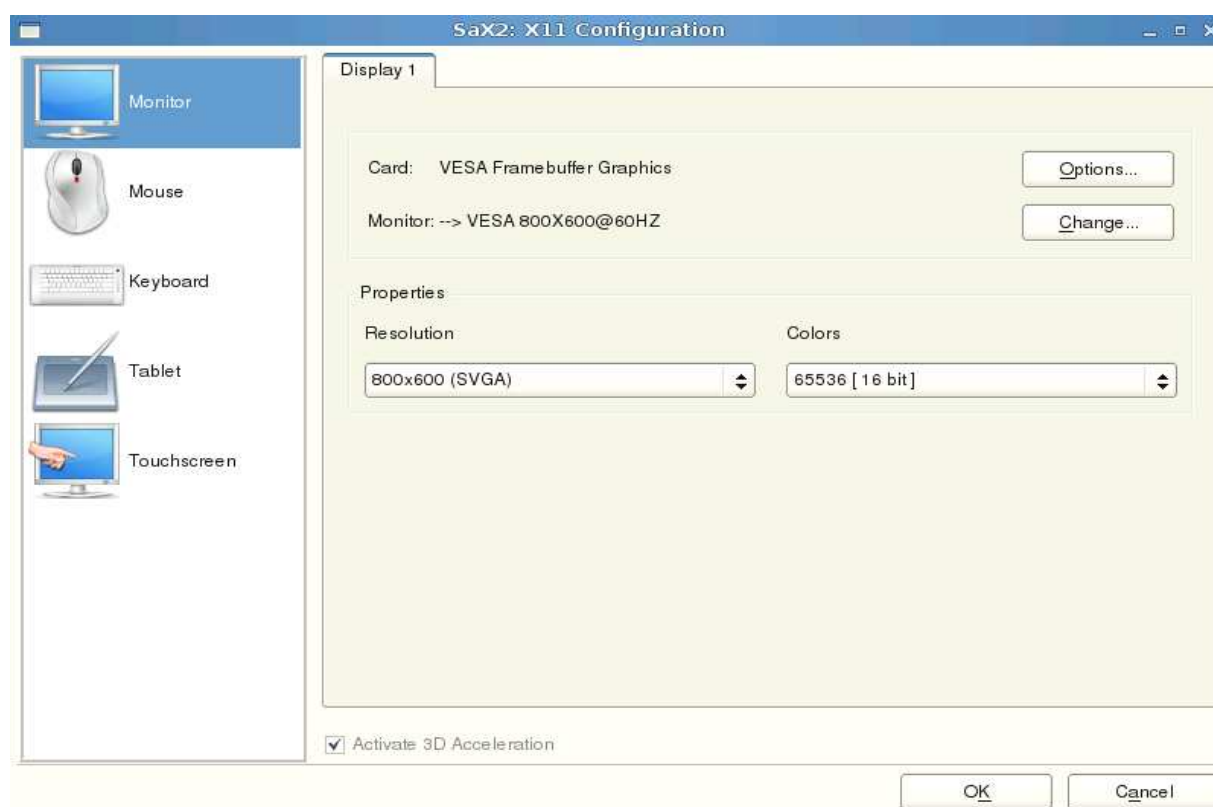 SaX2: X11 Configuration
Monitor
Mouse
Keyboard
Tablet
Touchscreen
Display 1
Card: VESA Framebuffer Graphics
Options...
Monitor: --> VESA 800X600@60HZ
Change...
Properties
Resolution
Colors
800x600 (SVGA)
65536 [ 16 bit ]
Activate 3D Acceleration
OK
Cancel